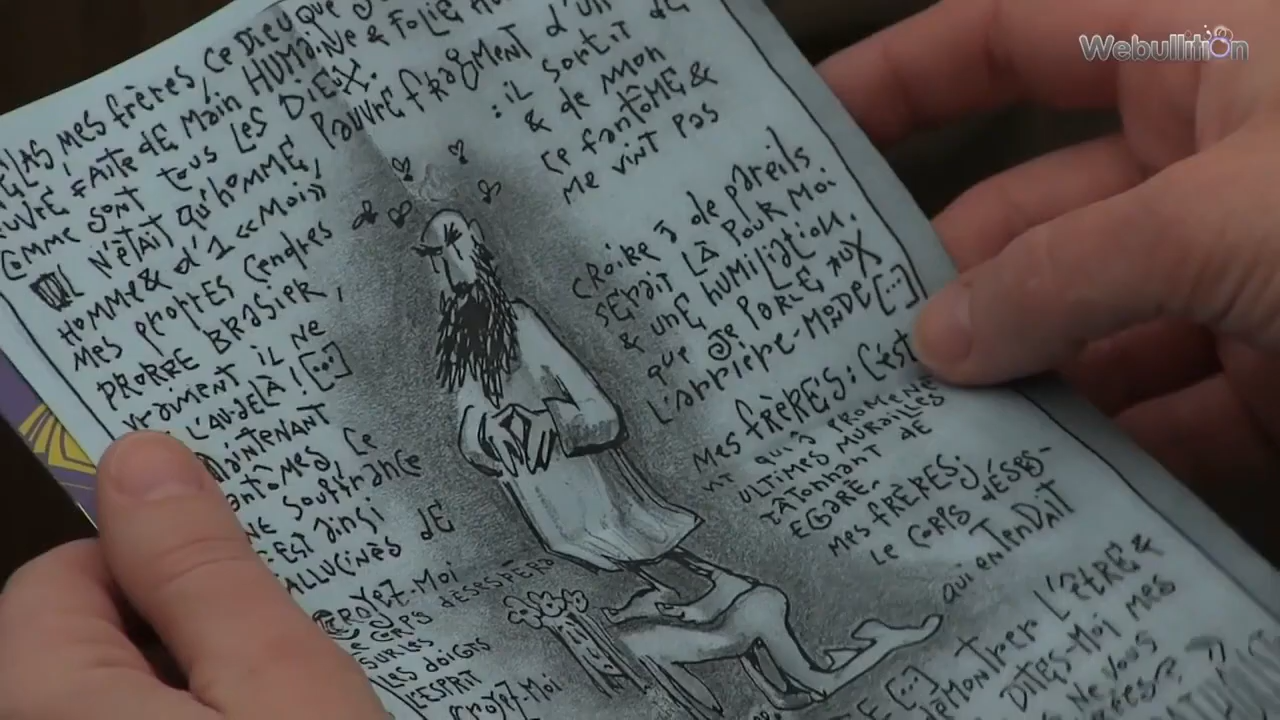 Webullition
HÉLAS, MES frères, CE DiEU quE
ŒUVRE FAITE DE MAIN HUMAiNE & FoliE
COMME SONT tOUS LES DiEUX.
il N'ÉTAIT QU'HOMME, PAUVRE frAGMENT d'un
HOMME & d'1 «Moi»
: iL SORTIT DE
MES PROPRES CENDRES & de MON
PROPRE BRASiER, CE fANTÔME &
vraiment iL NE ME ViNT PAS
L'AU-DELÀ ! [...]
MAINTENANT
CROIRE à de pareils
fantÔMES, CE SERAiT LÀ POUR Moi
UNE SOUffrANCE & UNE HUMiLiATiON.
C'EST AiNSi que JE PARLE AUX
HALLUCINÉS DE L'ARRiÈRE-MONDE [...]
CROYEZ-Moi MES fRÈRES : C'est
LE CORPS DÉSESPÉRÉ
qui PROMENE
SUR LES ULTIMES MURAiLLES
LES DOiGTS TÂTONNANT DE
L'ESPRIT EGARÉ.
CROYEZ-Moi MES fRÈRES:
LE CORPS DÉSES-
qui ENTENDAiT
[...]
DÉMONTRER L'ÊTRE &
DiTES-Moi MES
NE VOUS